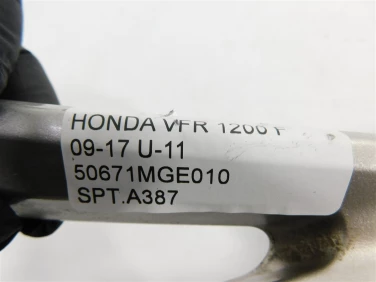 HONDA VFR 1200 F
09-17 U-11
50671MGE010
SPT.A387